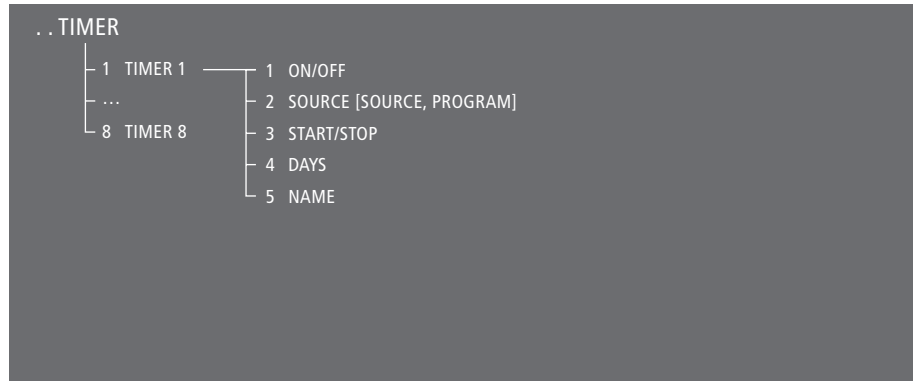 . . TIMER
1 TIMER 1 1 ON/OFF
... 2 SOURCE [SOURCE, PROGRAM]
8 TIMER 8 3 START/STOP
4 DAYS
5 NAME